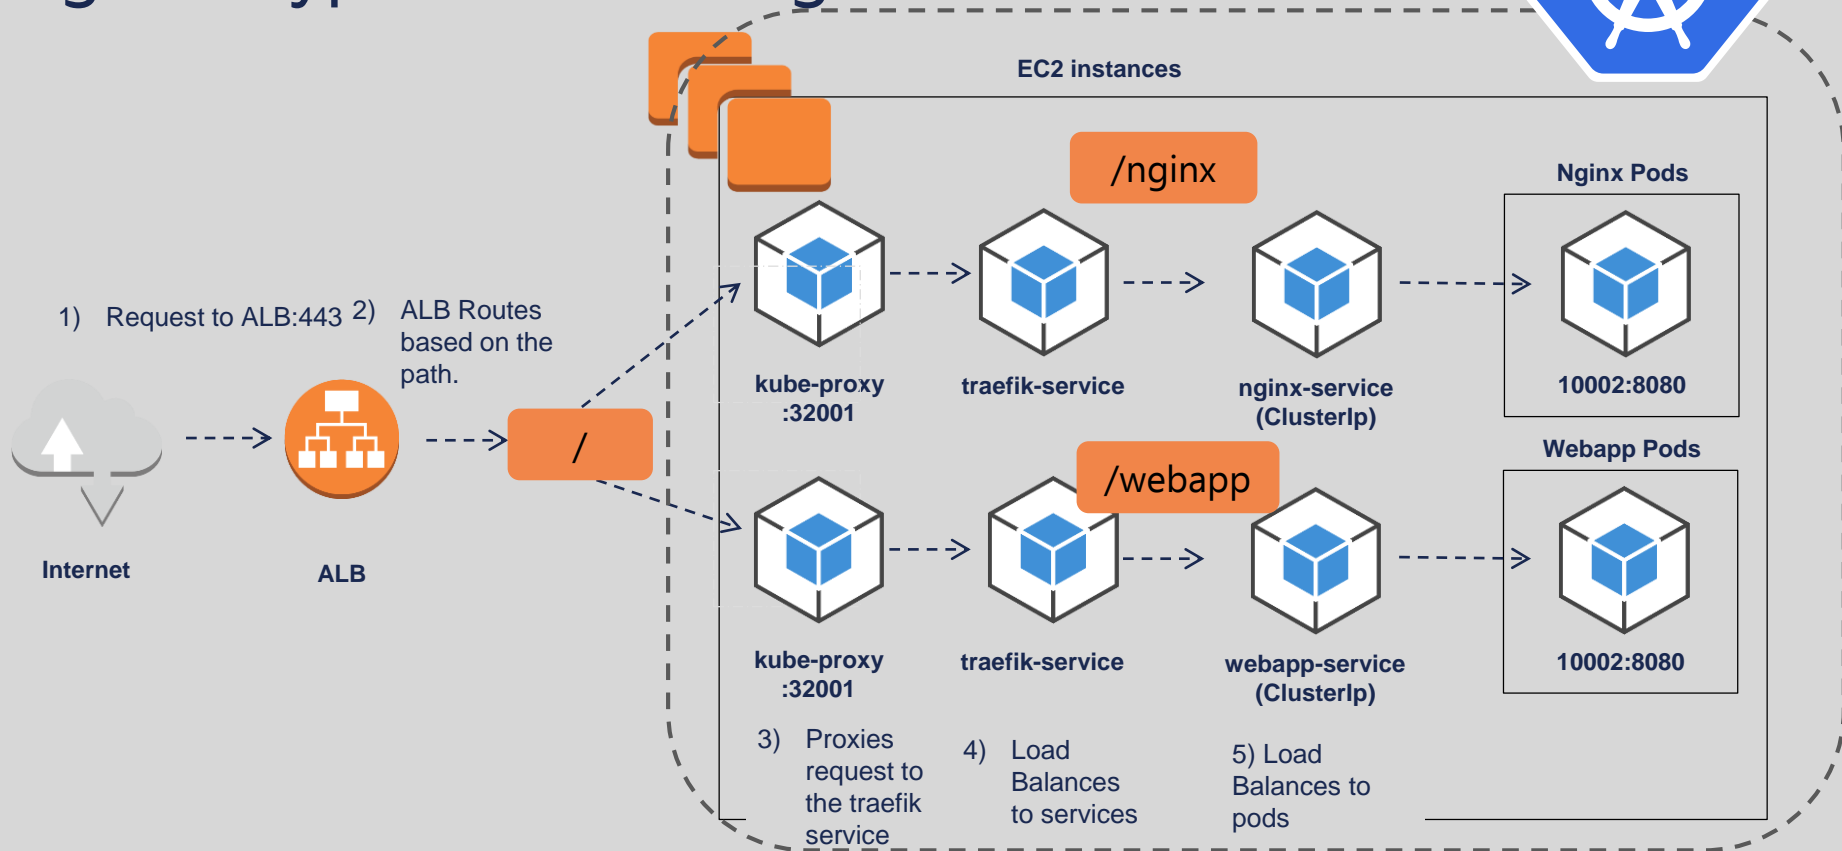 EC2 instances
/nginx
Nginx Pods
1) Request to ALB:443
2) ALB Routes
based on the
path.
kube-proxy
:32001
traefik-service
nginx-service
(ClusterIp)
10002:8080
/
/webapp
Webapp Pods
Internet
ALB
kube-proxy
:32001
traefik-service
webapp-service
(ClusterIp)
10002:8080
3) Proxies
request to
the traefik
service
4) Load
Balances
to services
5) Load
Balances to
pods